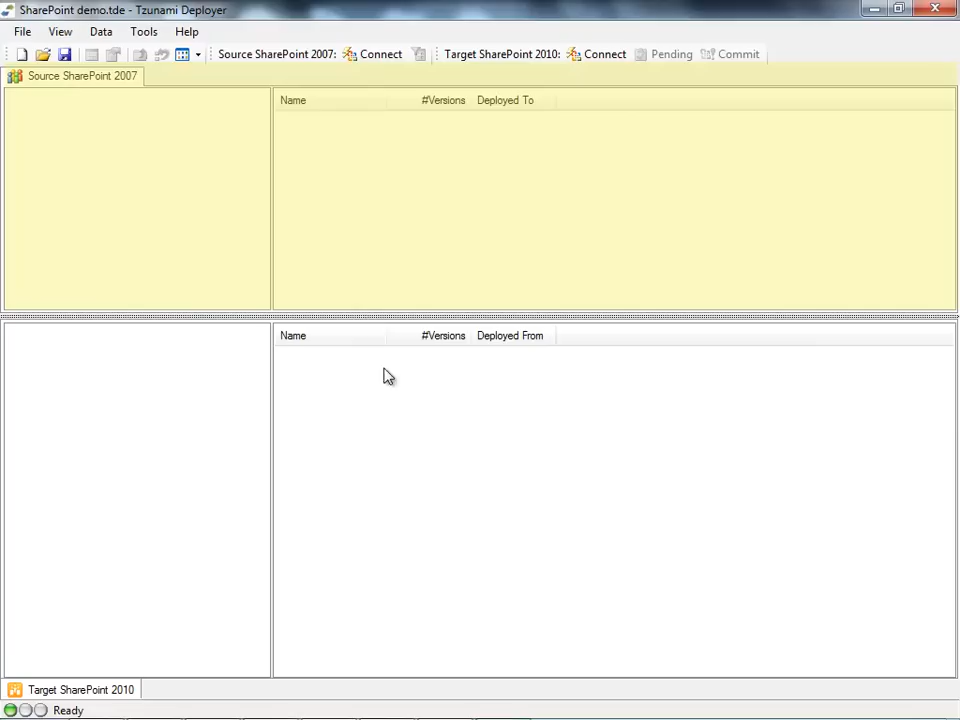 SharePoint demo.tde - Tzunami Deployer
File View Data Tools Help
Source SharePoint 2007: Connect Target SharePoint 2010: Connect Pending Commit
Source SharePoint 2007
Name #Versions Deployed To
Name #Versions Deployed From
Target SharePoint 2010
Ready